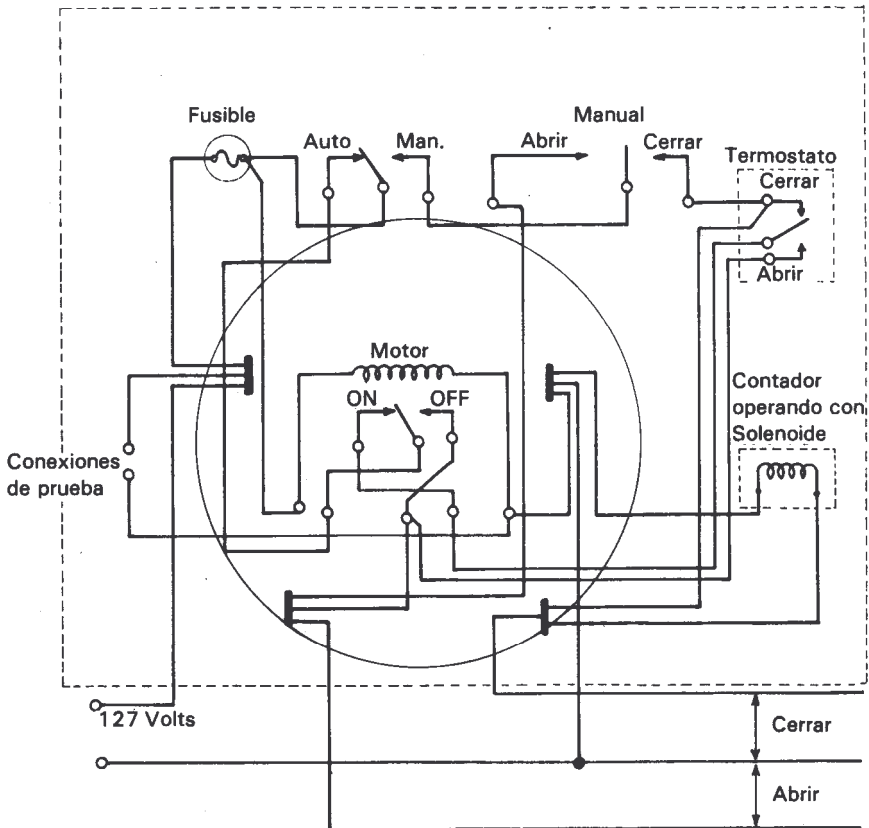 Fusible
Manual
Auto
Man.
Abrir
Cerrar
Termostato
Cerrar
Abrir
Motor
ON
OFF
Contador
operando con
Solenoide
Conexiones
de prueba
127 Volts
Cerrar
Abrir